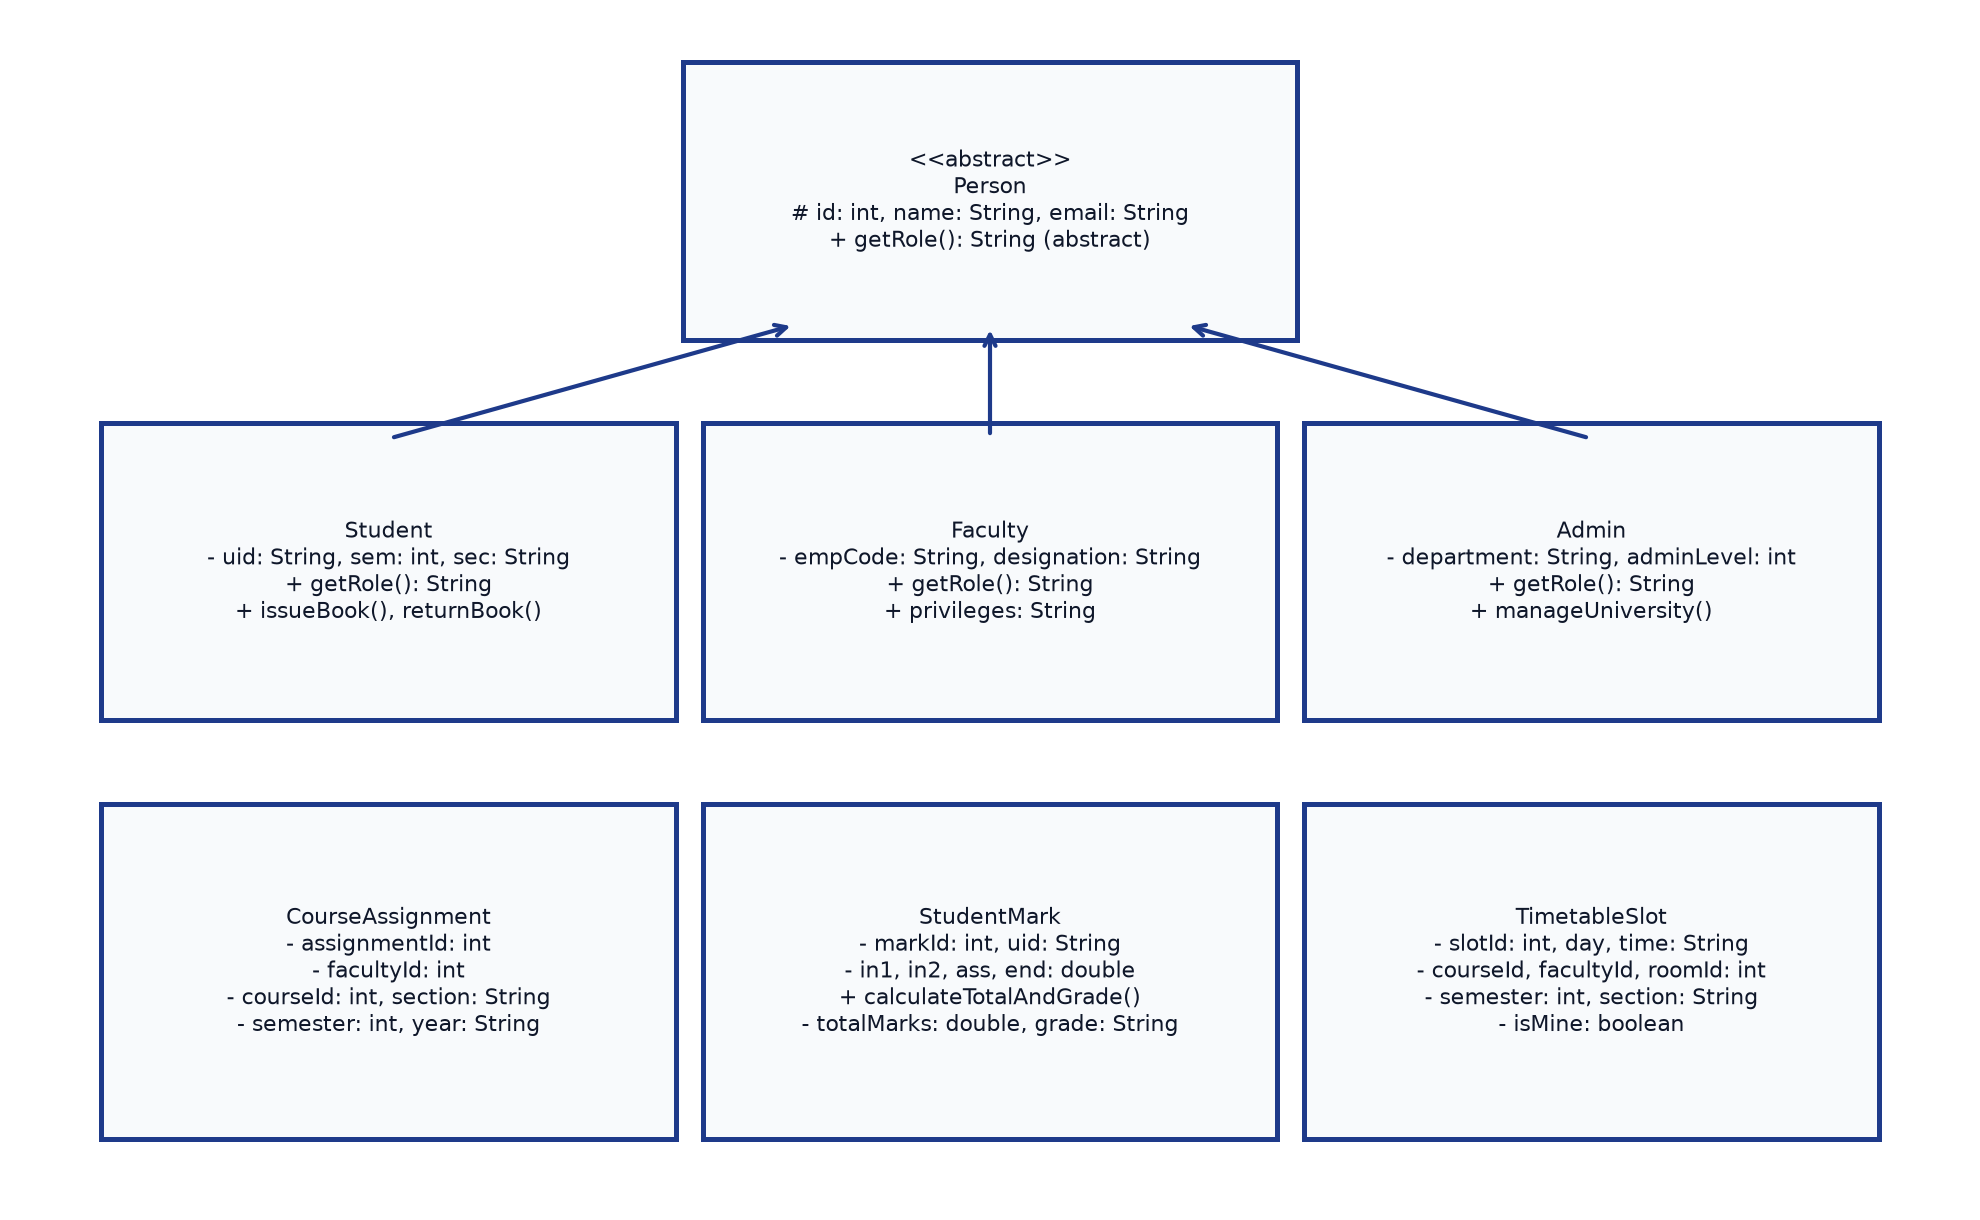 <<abstract>>
Person
# id: int, name: String, email: String
+ getRole(): String (abstract)
Student
- uid: String, sem: int, sec: String
+ getRole(): String
+ issueBook(), returnBook()
Faculty
- empCode: String, designation: String
+ getRole(): String
+ privileges: String
Admin
- department: String, adminLevel: int
+ getRole(): String
+ manageUniversity()
CourseAssignment
- assignmentId: int
- facultyId: int
- courseId: int, section: String
- semester: int, year: String
StudentMark
- markId: int, uid: String
- in1, in2, ass, end: double
+ calculateTotalAndGrade()
- totalMarks: double, grade: String
TimetableSlot
- slotId: int, day, time: String
- courseId, facultyId, roomId: int
- semester: int, section: String
- isMine: boolean